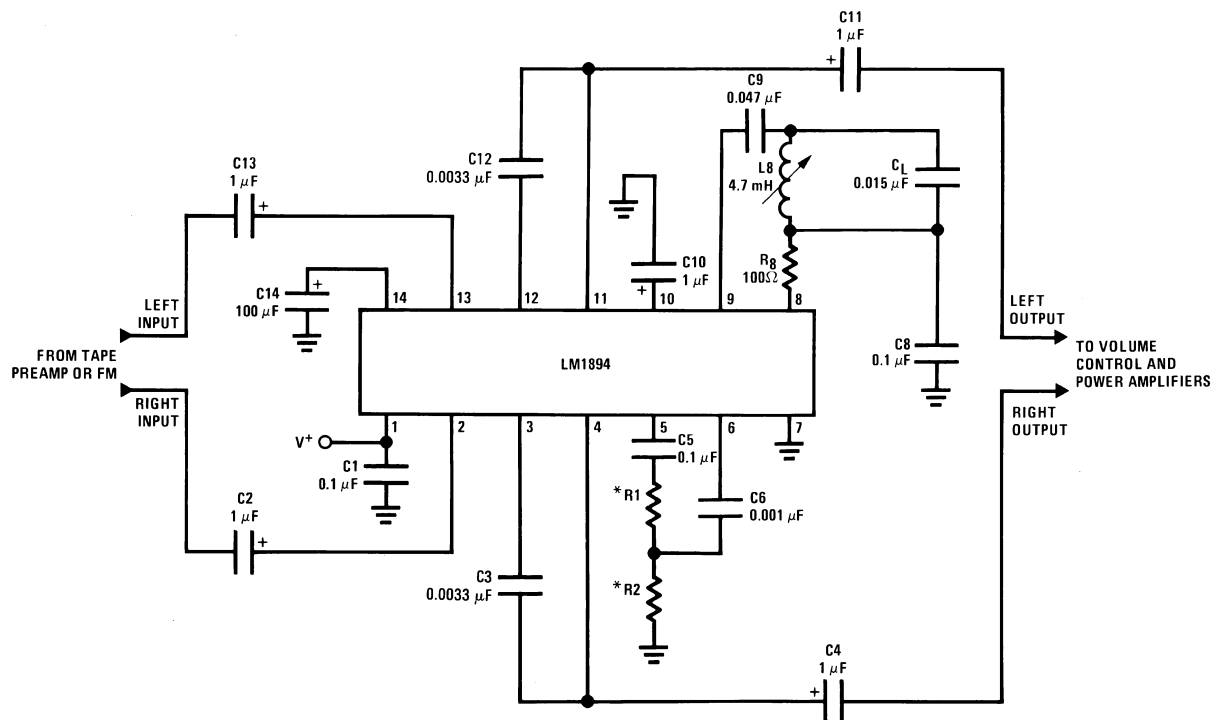 C11
1 μF
+
C9
0.047 μF
C12
0.0033 μF
L8
4.7 mH
CL
0.015 μF
C13
1 μF
+
C10
1 μF
+
R8
100Ω
C14
100 μF
+
14 13 12 11 10 9 8
LEFT
INPUT
LEFT
OUTPUT
FROM TAPE
PREAMP OR FM
LM1894
C8
0.1 μF
TO VOLUME
CONTROL AND
POWER AMPLIFIERS
RIGHT
INPUT
RIGHT
OUTPUT
1 2 3 4 5 6 7
V+
C1
0.1 μF
C5
0.1 μF
*R1
C6
0.001 μF
C2
1 μF
+
C3
0.0033 μF
*R2
C4
1 μF
+